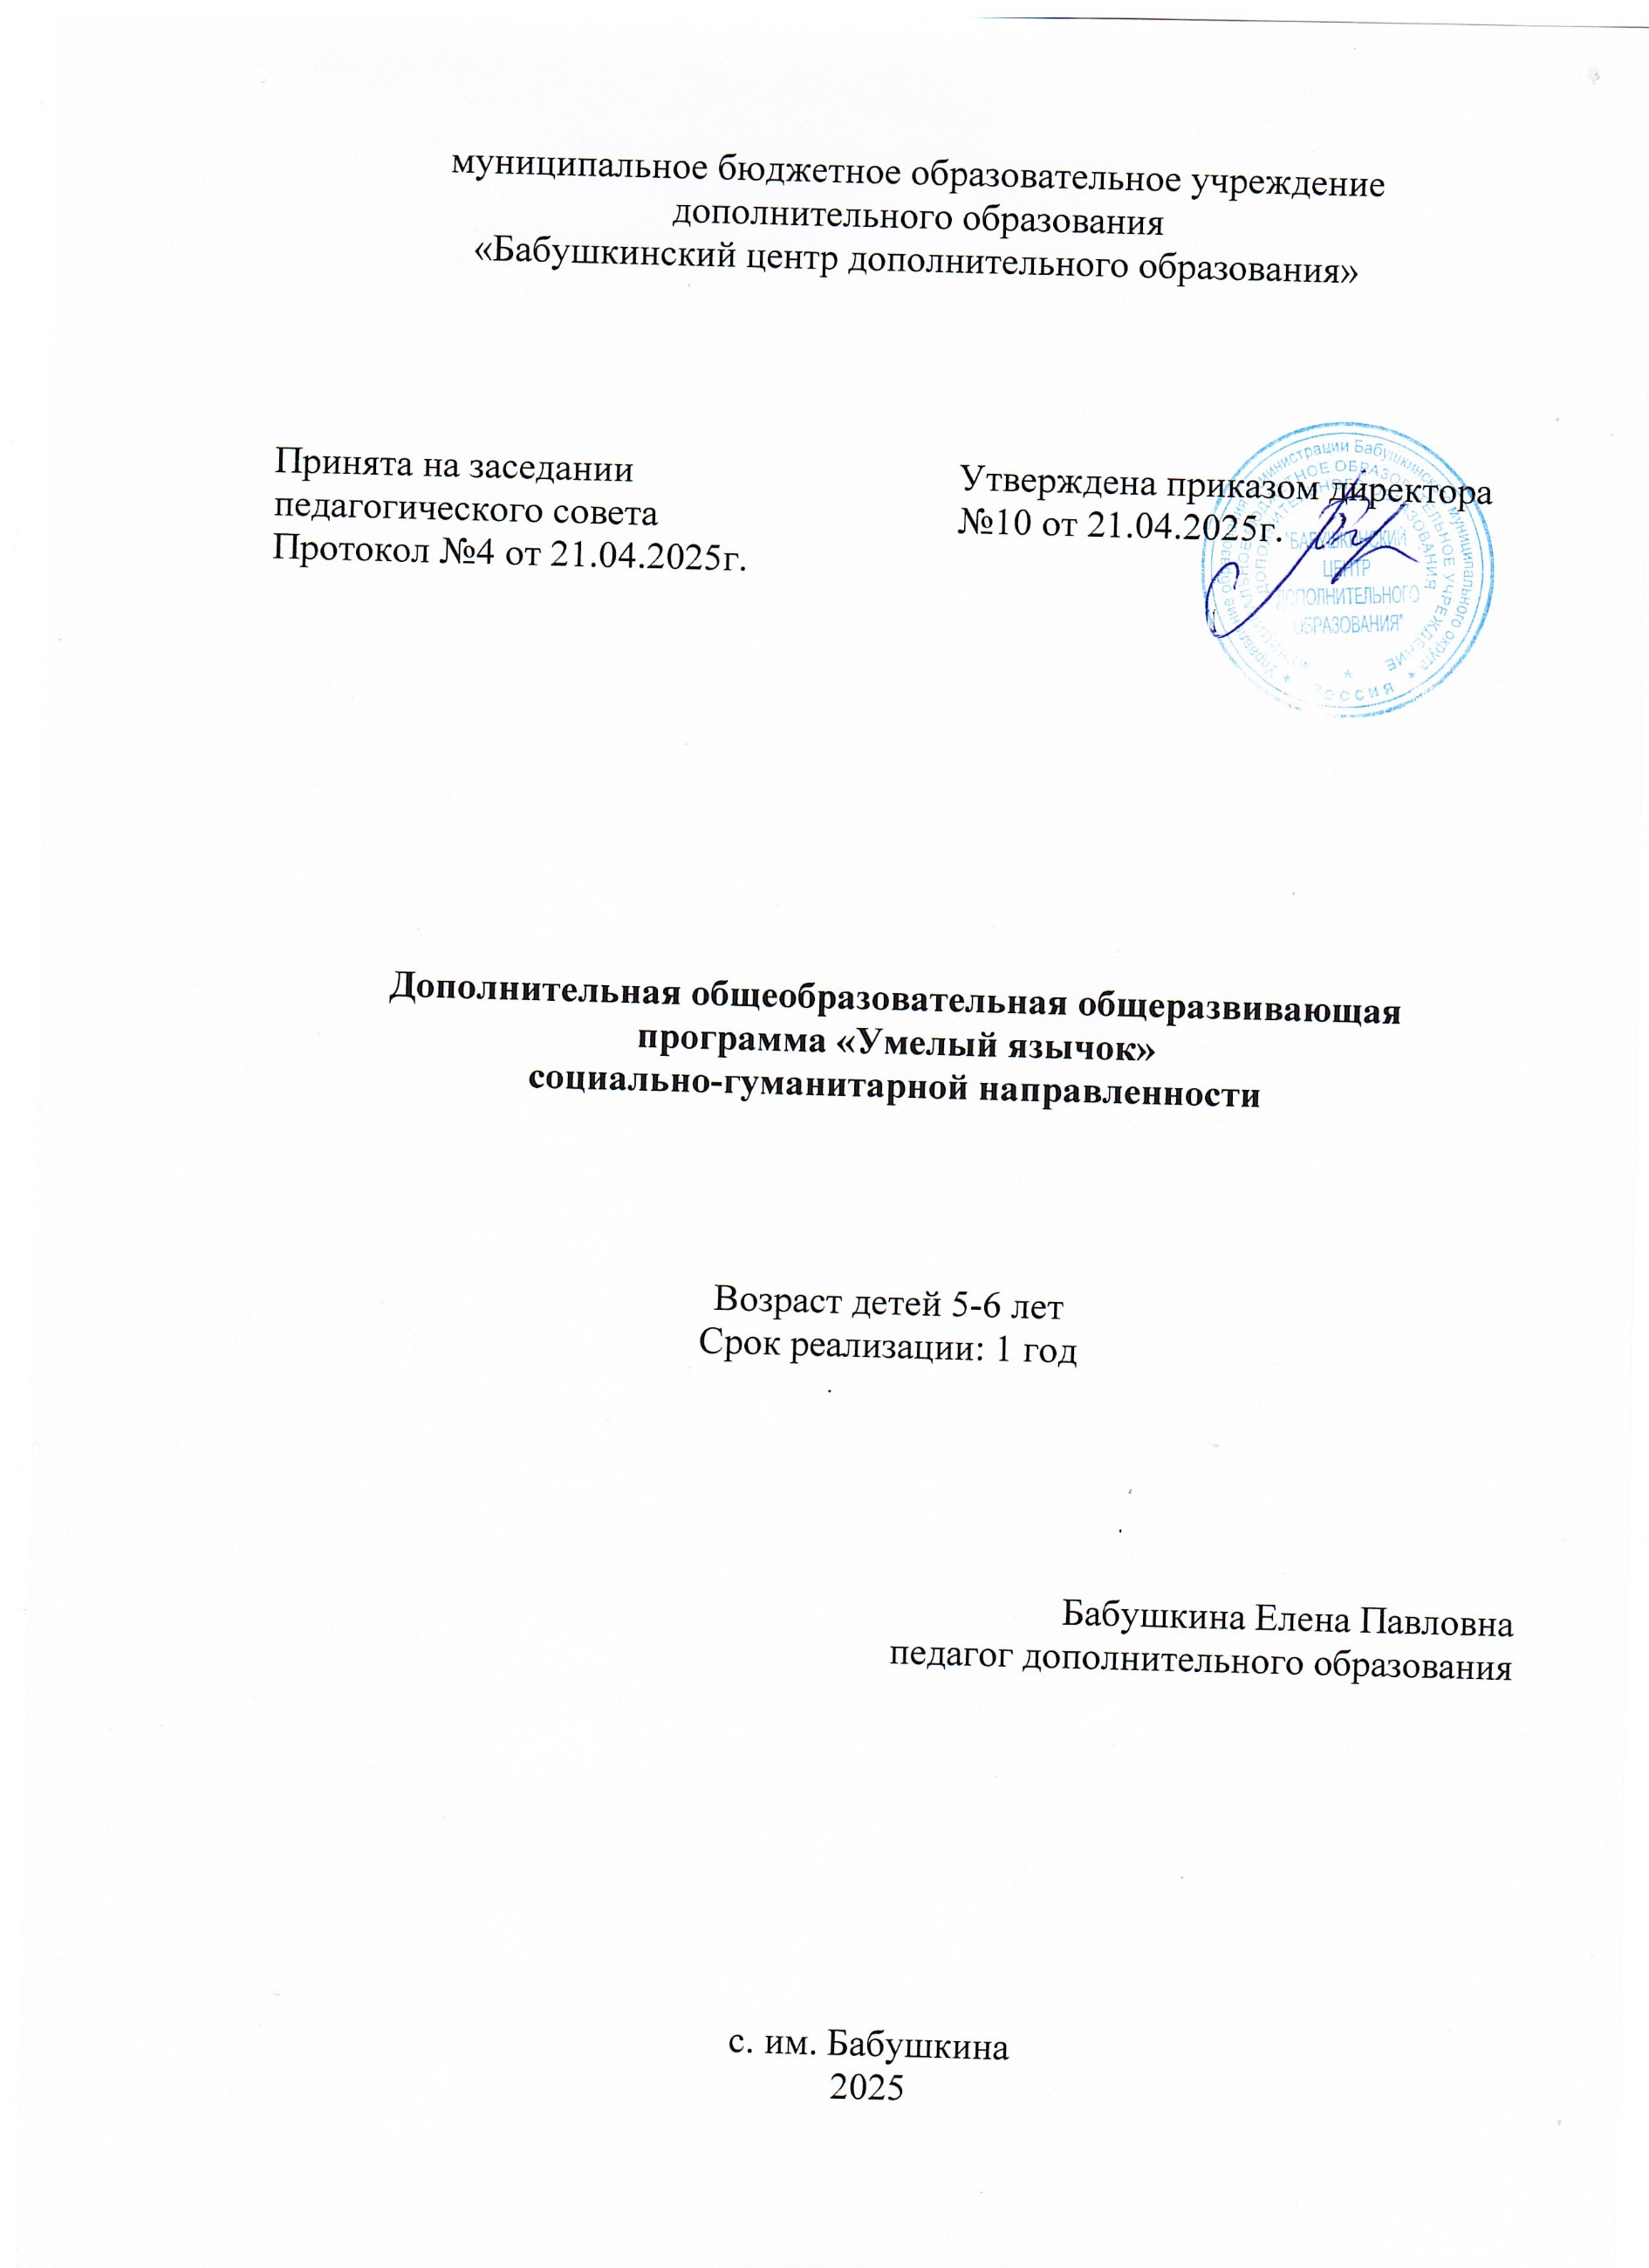 муниципальное бюджетное образовательное учреждение
дополнительного образования
«Бабушкинский центр дополнительного образования»
Принята на заседании
педагогического совета
Протокол №4 от 21.04.2025г.
Утверждена приказом директора
№10 от 21.04.2025г.
"БАБУШКИНСКИЙ
ЦЕНТР
ДОПОЛНИТЕЛЬНОГО
ОБРАЗОВАНИЯ"
РОССИЯ
Дополнительная общеобразовательная общеразвивающая
программа «Умелый язычок»
социально-гуманитарной направленности
Возраст детей 5-6 лет
Срок реализации: 1 год
Бабушкина Елена Павловна
педагог дополнительного образования
с. им. Бабушкина
2025